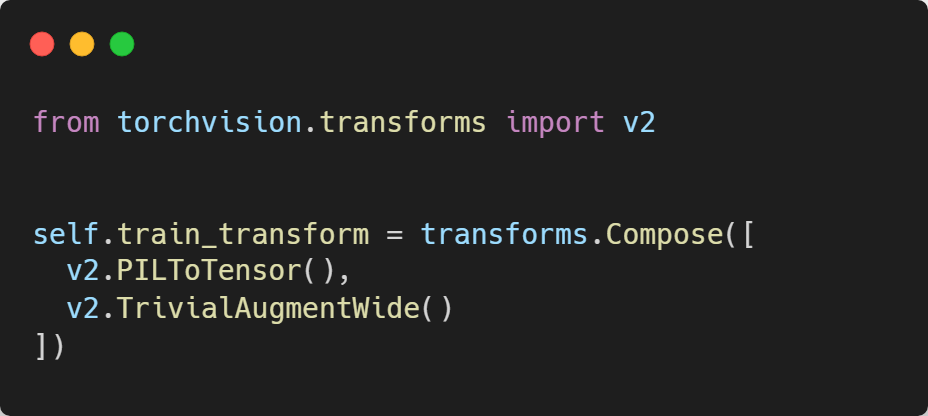 from torchvision.transforms import v2
self.train_transform = transforms.Compose([
  v2.PILToTensor(),
  v2.TrivialAugmentWide()
])